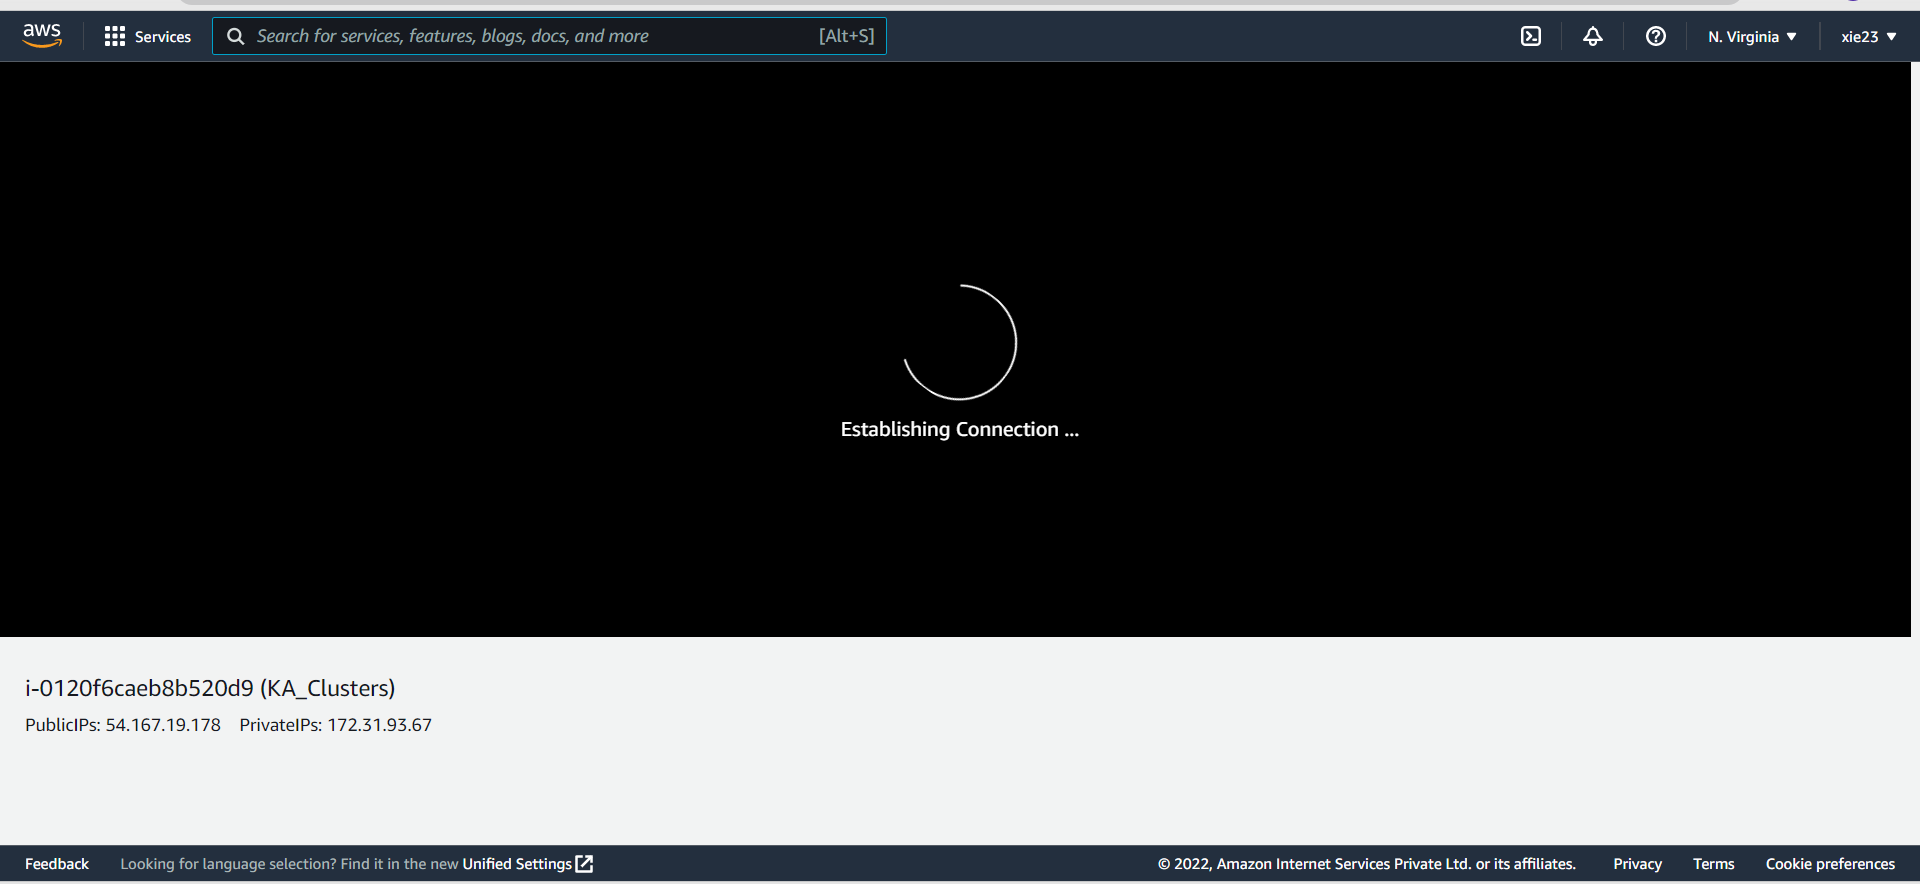 aws Services Search for services, features, blogs, docs, and more [Alt+S] N. Virginia ▼ xie23 ▼
Establishing Connection ...
i-0120f6caeb8b520d9 (KA_Clusters)
PublicIPs: 54.167.19.178 PrivateIPs: 172.31.93.67
Feedback Looking for language selection? Find it in the new Unified Settings © 2022, Amazon Internet Services Private Ltd. or its affiliates. Privacy Terms Cookie preferences